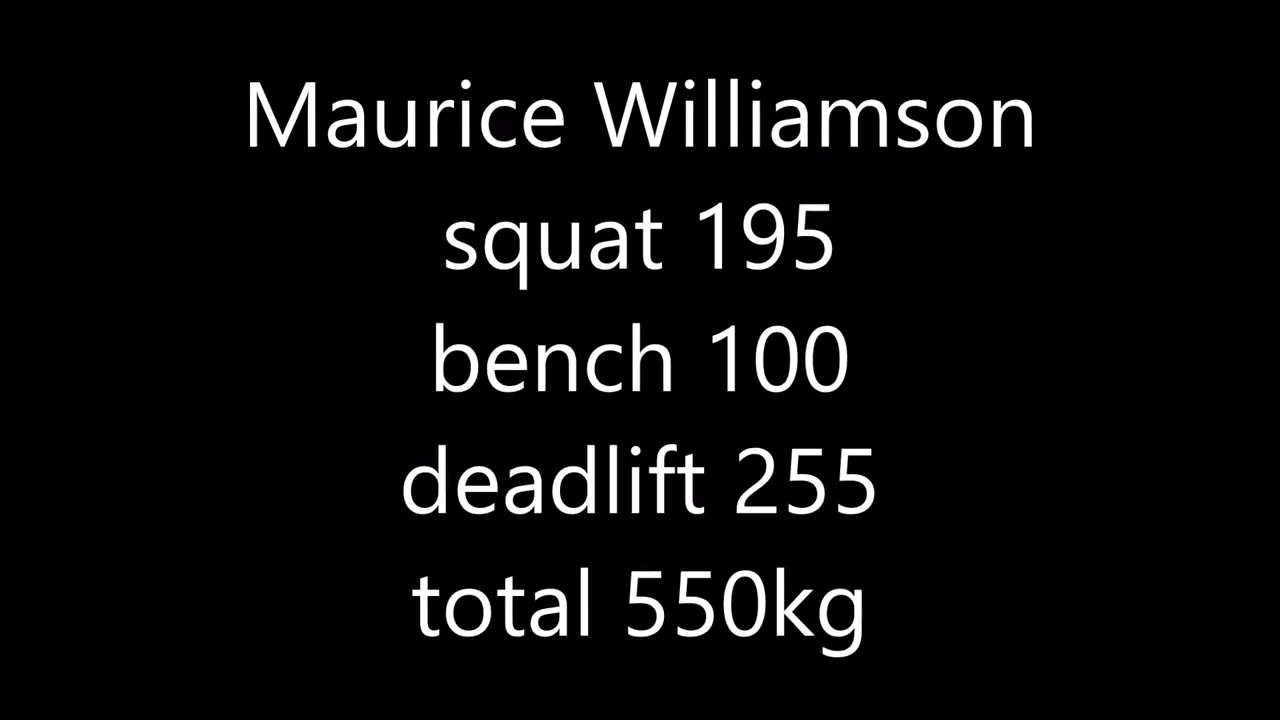 Maurice Williamson
squat 195
bench 100
deadlift 255
total 550kg